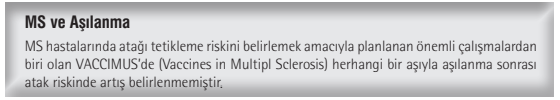 MS ve Aşılanma
MS hastalarında atağı tetikleme riskini belirlemek amacıyla planlanan önemli çalışmalardan
biri olan VACCIMUS'de (Vaccines in Multipl Sclerosis) herhangi bir aşıyla aşılanma sonrası
atak riskinde artış belirlenmemiştir.